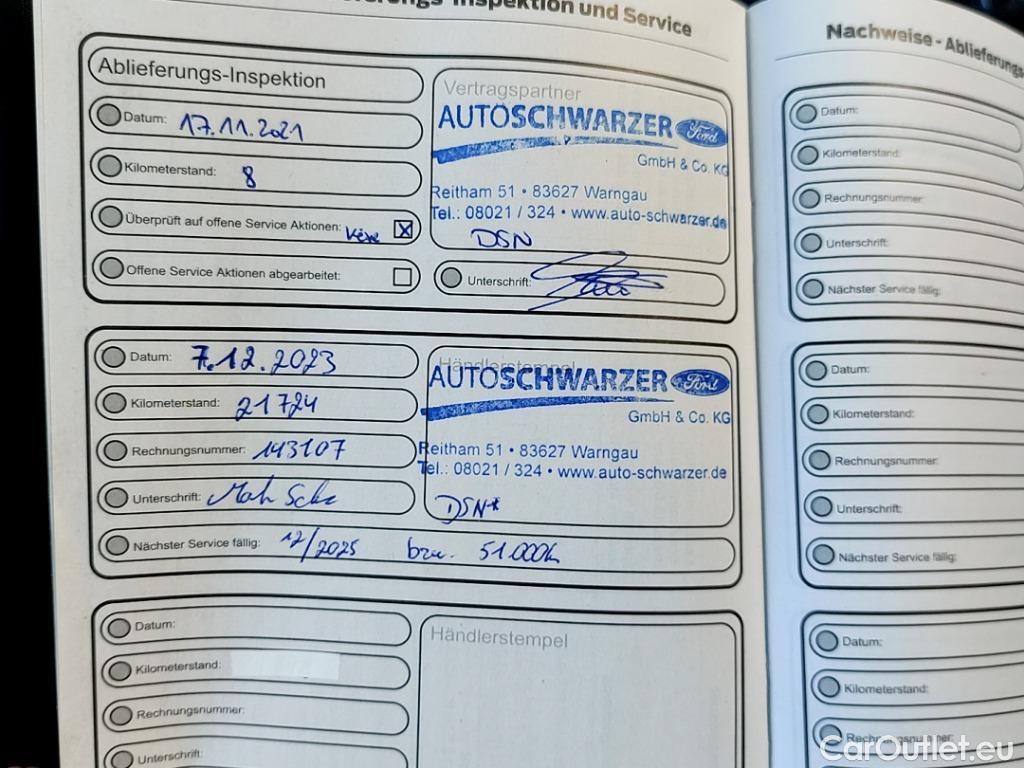 Inspektion und Service
Ablieferungs-Inspektion
Datum: 17.11.2021
Kilometerstand: 8
Überprüft auf offene Service Aktionen: Keine
Offene Service Aktionen abgearbeitet:
Vertragspartner
AUTOSCHWARZER Ford
GmbH & Co. KG
Reitham 51 • 83627 Warngau
Tel.: 08021 / 324 • www.auto-schwarzer.de
DSN
Unterschrift:
Datum: 7.12.2023
Kilometerstand: 21724
Rechnungsnummer: 143107
Unterschrift:
Händlerstempel
AUTOSCHWARZER Ford
GmbH & Co. KG
Reitham 51 • 83627 Warngau
Tel.: 08021 / 324 • www.auto-schwarzer.de
DSN*
Nächster Service fällig: 12/2025 bzw. 51.000
Datum:
Kilometerstand:
Rechnungsnummer:
Unterschrift:
Händlerstempel
Nachweise - Ablieferungs
Datum:
Kilometerstand:
Rechnungsnummer:
Unterschrift:
Nächster Service fällig:
Datum:
Kilometerstand:
Rechnungsnummer:
Unterschrift:
Nächster Service fällig:
Datum:
Kilometerstand:
Rechnungsnummer:
CarOutlet.eu